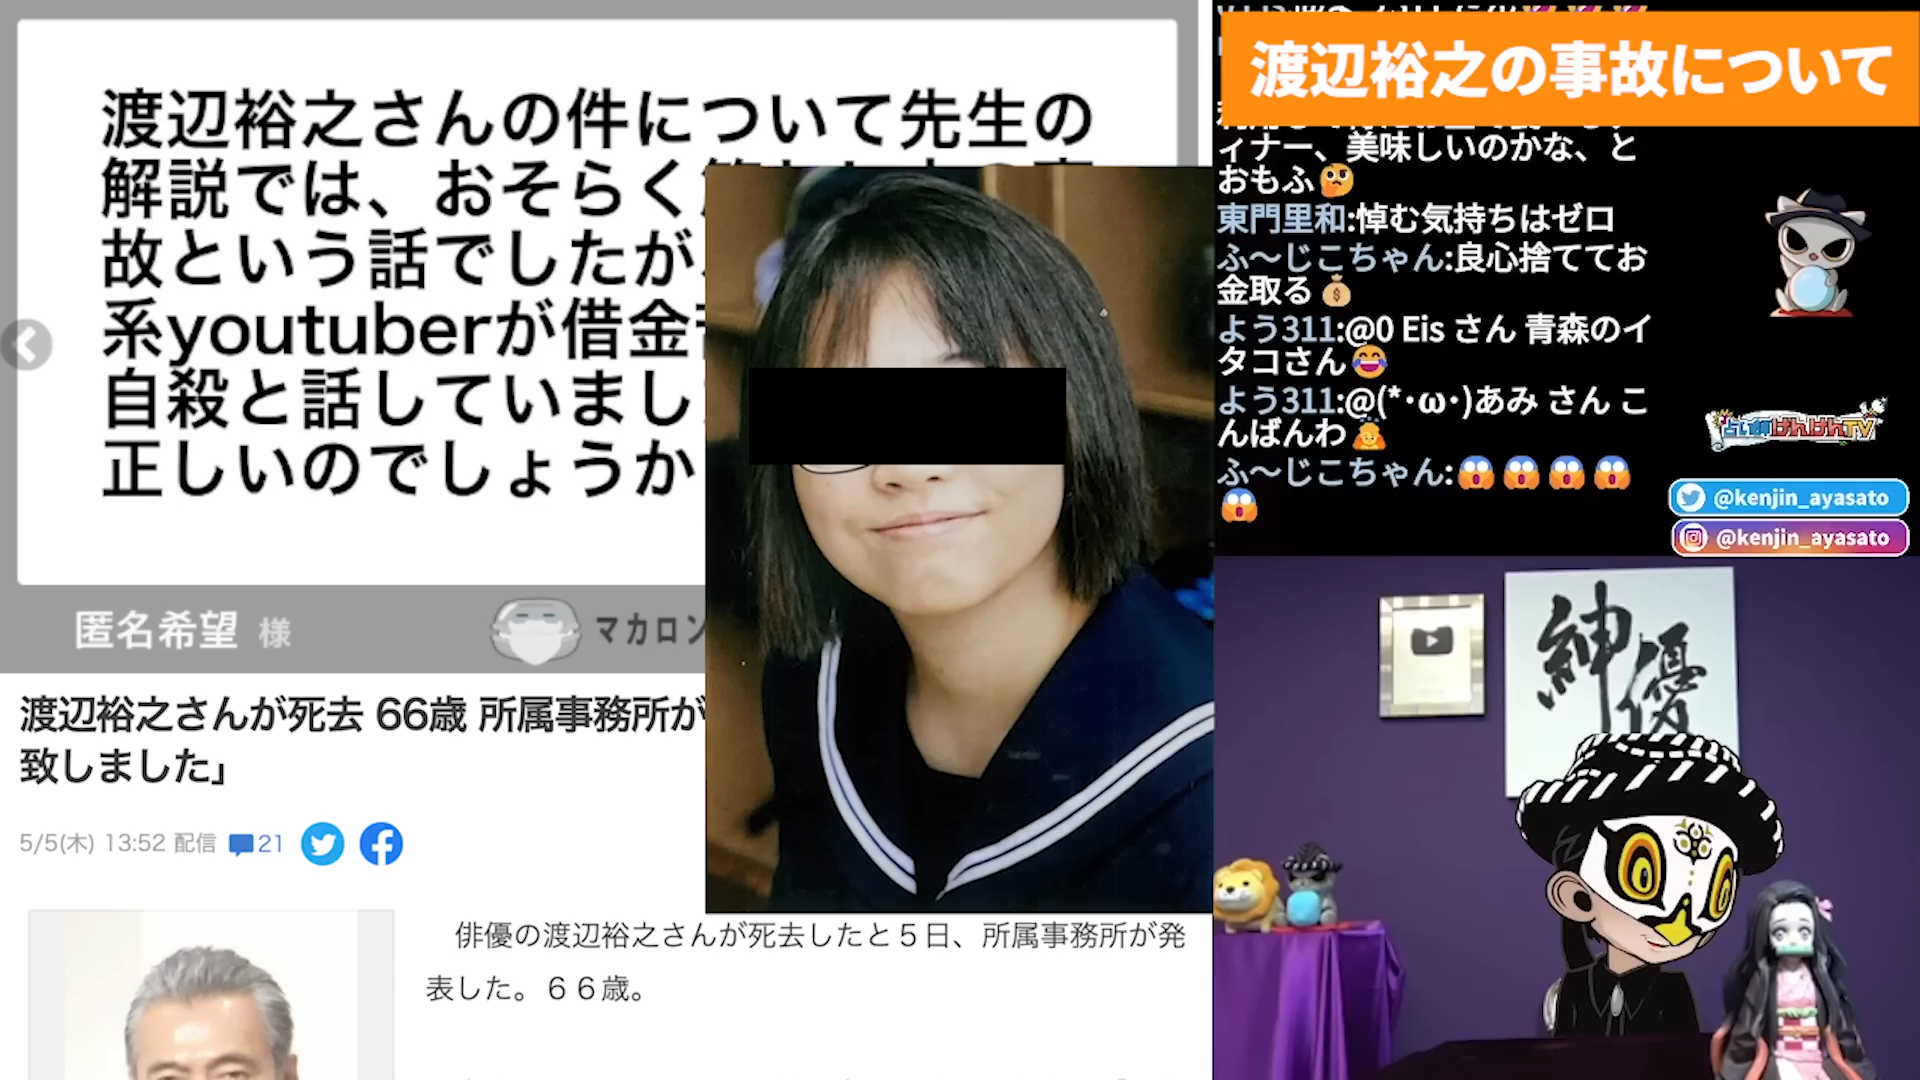 渡辺裕之さんの件について先生の
解説では、おそらく
故という話でしたが
系youtuberが借金
自殺と話していまし
正しいのでしょうか
匿名希望 様
マカロン
渡辺裕之さんが死去 66歳 所属事務所が
致しました」
5/5(木) 13:52 配信 21
俳優の渡辺裕之さんが死去したと5日、所属事務所が発
表した。66歳。
渡辺裕之の事故について
ィナー、美味しいのかな、と
おもふ🤔
東門里和:悼む気持ちはゼロ
ふ〜じこちゃん:良心捨ててお
金取る💰
よう311:@0 Eis さん 青森のイ
タコさん😂
よう311:@(*･ω･)あみ さん こ
んばんわ🙇
ふ〜じこちゃん:😱😱😱😱
😱
占い師げんげんTV
@kenjin_ayasato
@kenjin_ayasato
紳優